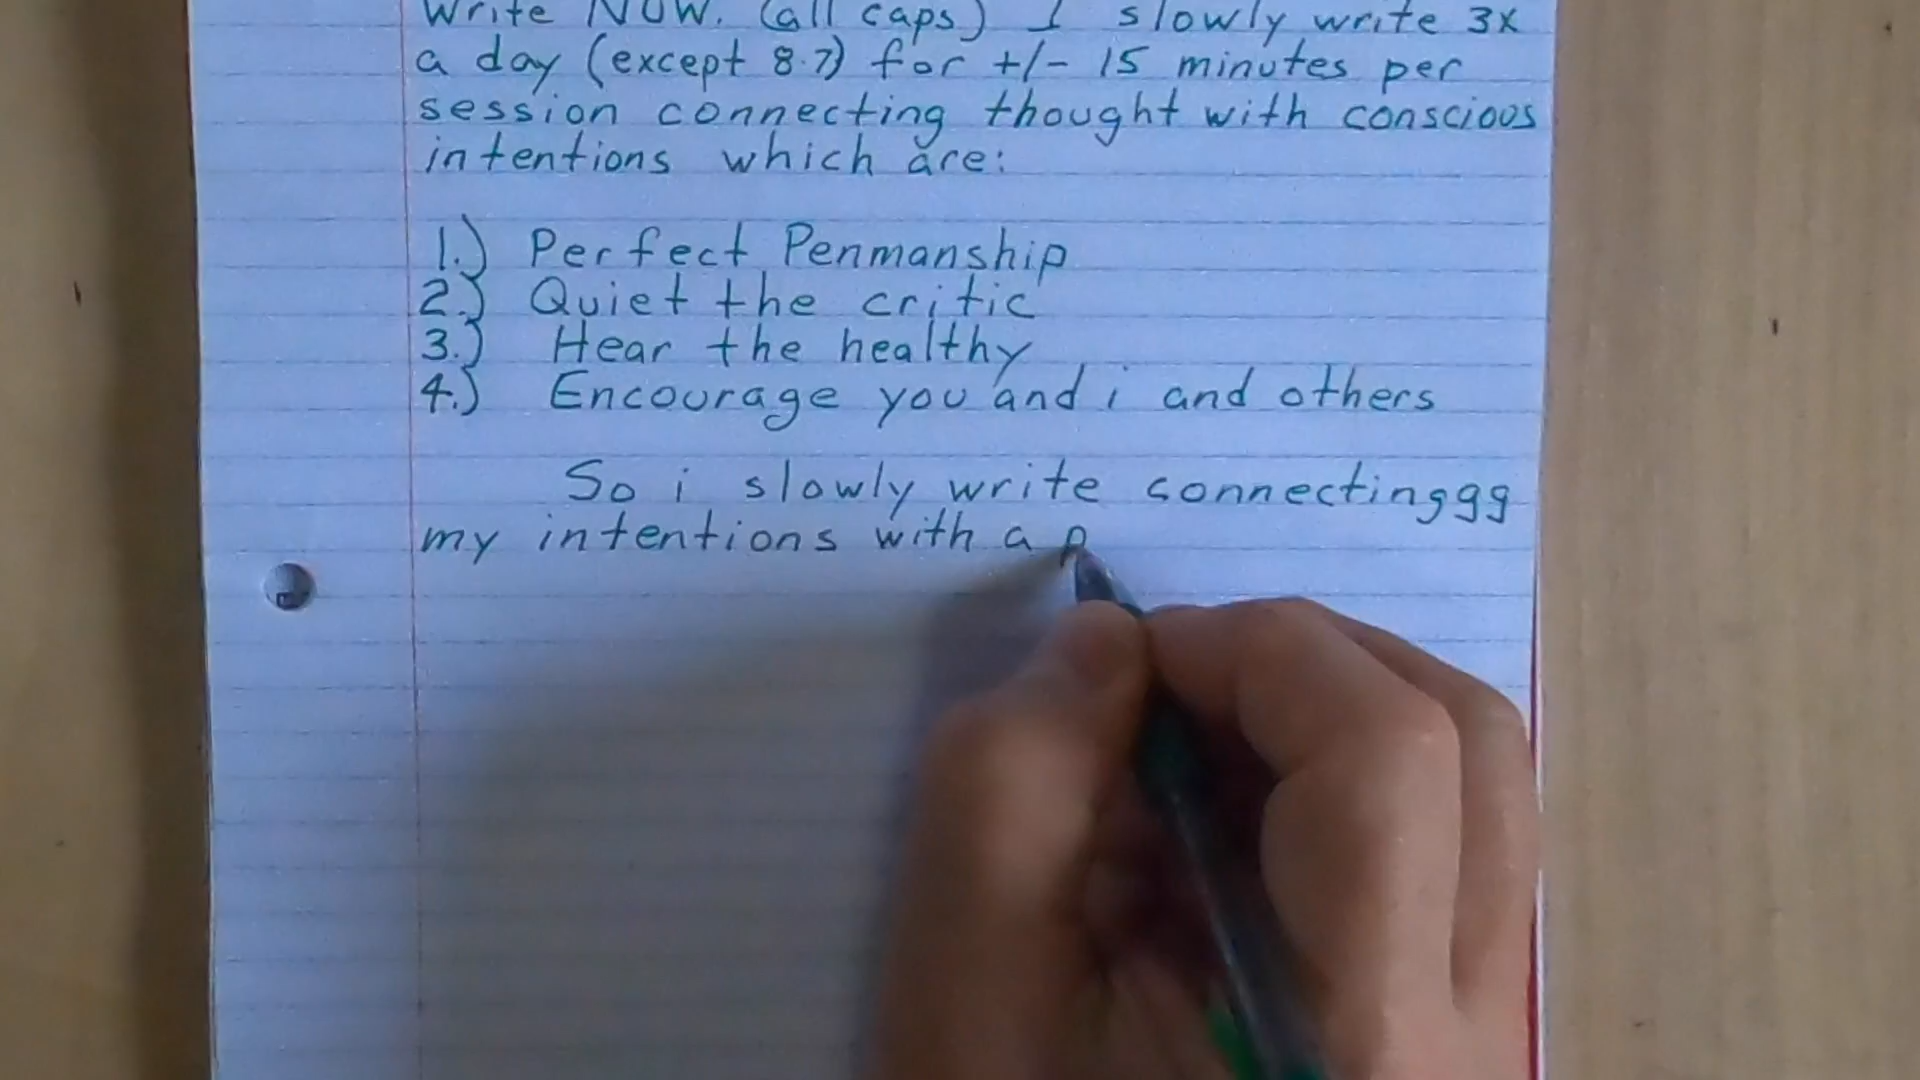 Write NOW. (all caps) I slowly write 3x
a day (except 8.7) for +/- 15 minutes per
session connecting thought with conscious
intentions which are:
1.) Perfect Penmanship
2.) Quiet the critic
3.) Hear the healthy
4.) Encourage you and i and others
So i slowly write connectinggg
my intentions with a p